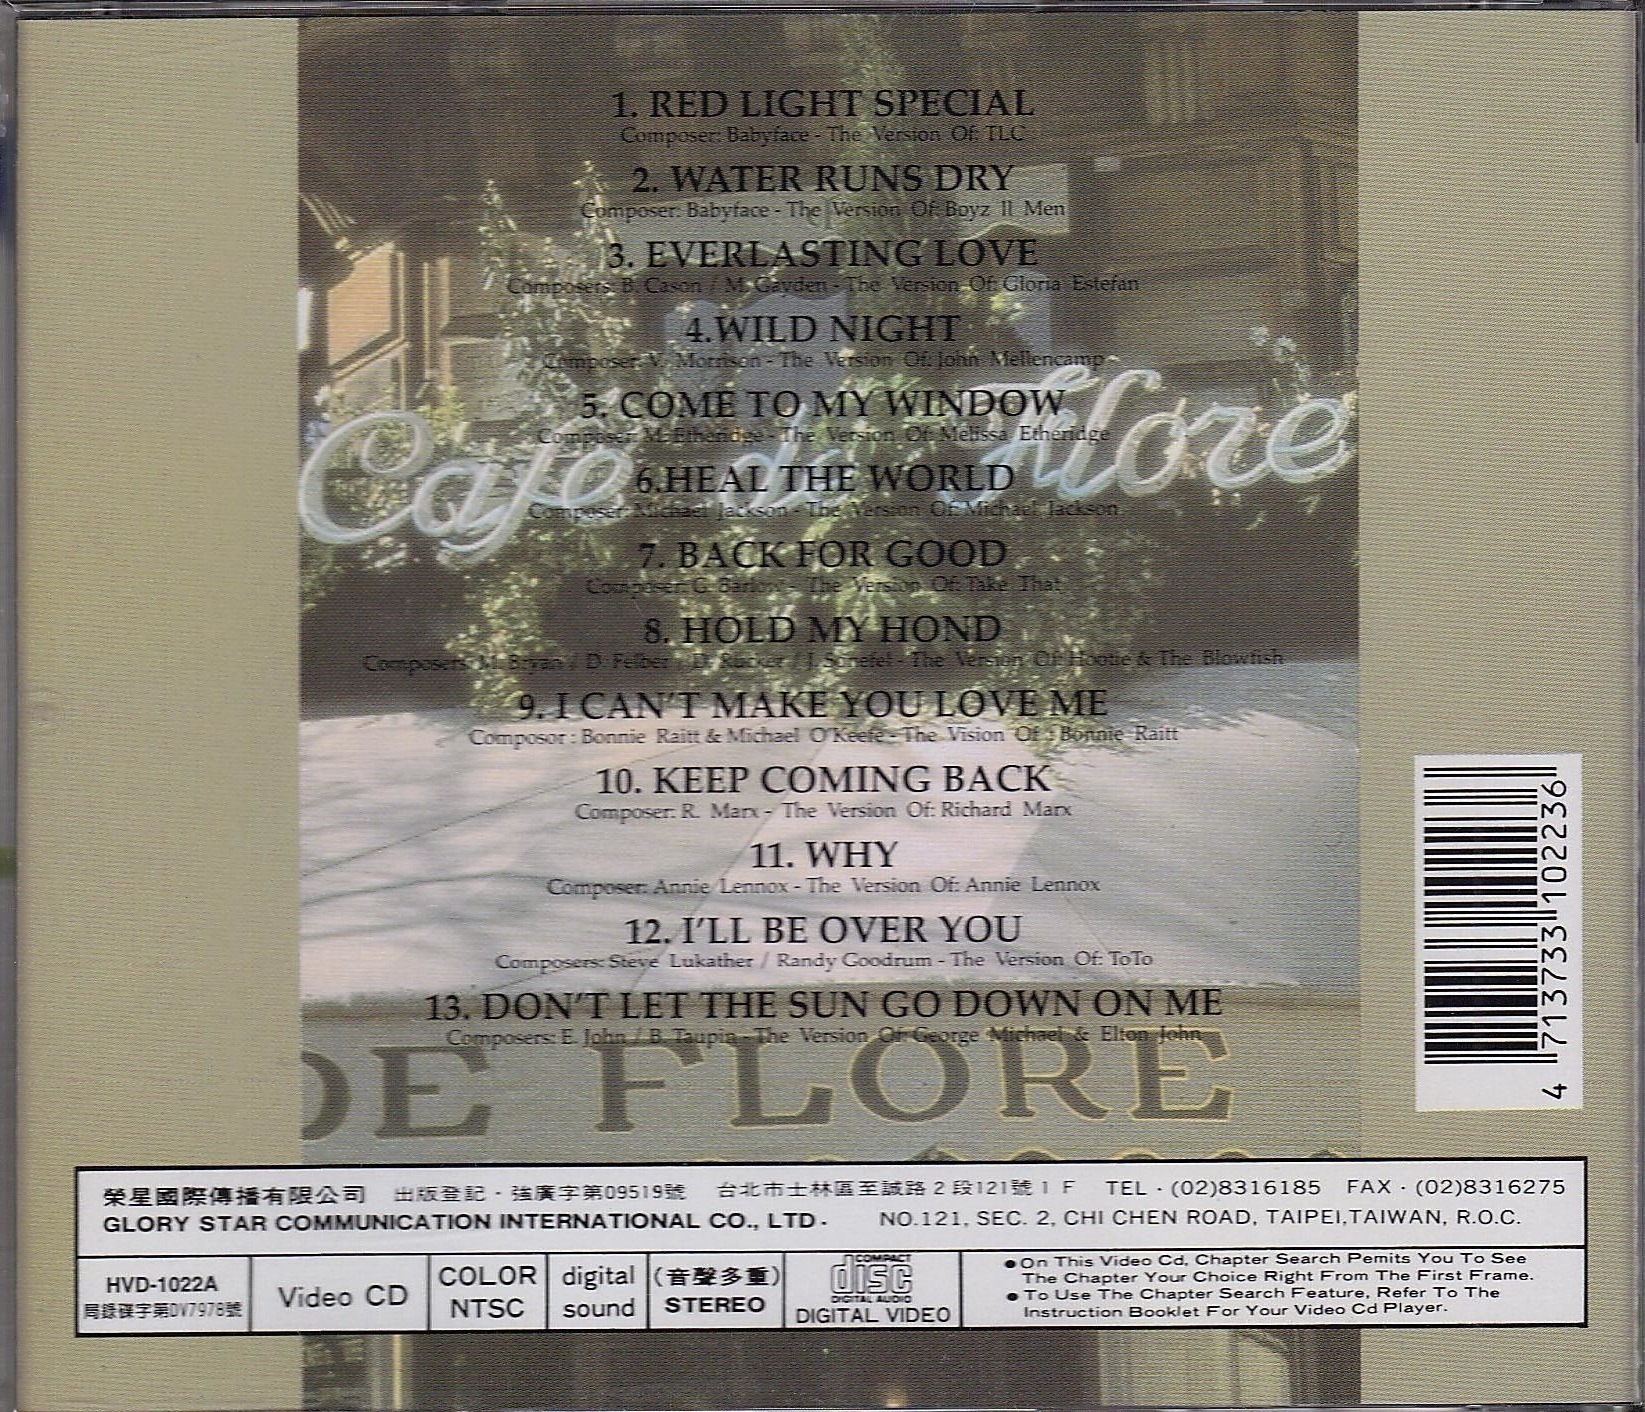 1. RED LIGHT SPECIAL
Composer: Babyface - The Version Of: TLC
2. WATER RUNS DRY
Composer: Babyface - The Version Of: Boyz II Men
3. EVERLASTING LOVE
Composers: B. Cason / M. Gayden - The Version Of: Gloria Estefan
4.WILD NIGHT
Composer: V. Morrison - The Version Of: John Mellencamp
5. COME TO MY WINDOW
Composer: M. Etheridge - The Version Of: Melissa Etheridge
Cafe de Flore
6.HEAL THE WORLD
Composer: Michael Jackson - The Version Of: Michael Jackson
7. BACK FOR GOOD
Composer: G. Barlow - The Version Of: Take That
8. HOLD MY HOND
Composers: M. Bryan / D. Felber / D. Rucker / J. Sonefel - The Version Of: Hootie & The Blowfish
9. I CAN'T MAKE YOU LOVE ME
Composor : Bonnie Raitt & Michael O'Keefe - The Vision Of : Bonnie Raitt
10. KEEP COMING BACK
Composer: R. Marx - The Version Of: Richard Marx
11. WHY
Composer: Annie Lennox - The Version Of: Annie Lennox
12. I'LL BE OVER YOU
Composers: Steve Lukather / Randy Goodrum - The Version Of: ToTo
13. DON'T LET THE SUN GO DOWN ON ME
Composers: E. John / B. Taupin - The Version Of: George Michael & Elton John
DE FLORE
4 713733 102236
榮星國際傳播有限公司 出版登記・強廣字第09519號 台北市士林區至誠路2段121號1F TEL・(02)8316185 FAX・(02)8316275
GLORY STAR COMMUNICATION INTERNATIONAL CO., LTD. NO.121, SEC. 2, CHI CHEN ROAD, TAIPEI,TAIWAN, R.O.C.
HVD-1022A
局錄碟字第DV7978號
Video CD
COLOR
NTSC
digital
sound
(音聲多重)
STEREO
COMPACT
disc
DIGITAL AUDIO
DIGITAL VIDEO
●On This Video Cd, Chapter Search Pemits You To See
The Chapter Your Choice Right From The First Frame.
●To Use The Chapter Search Feature, Refer To The
Instruction Booklet For Your Video Cd Player.